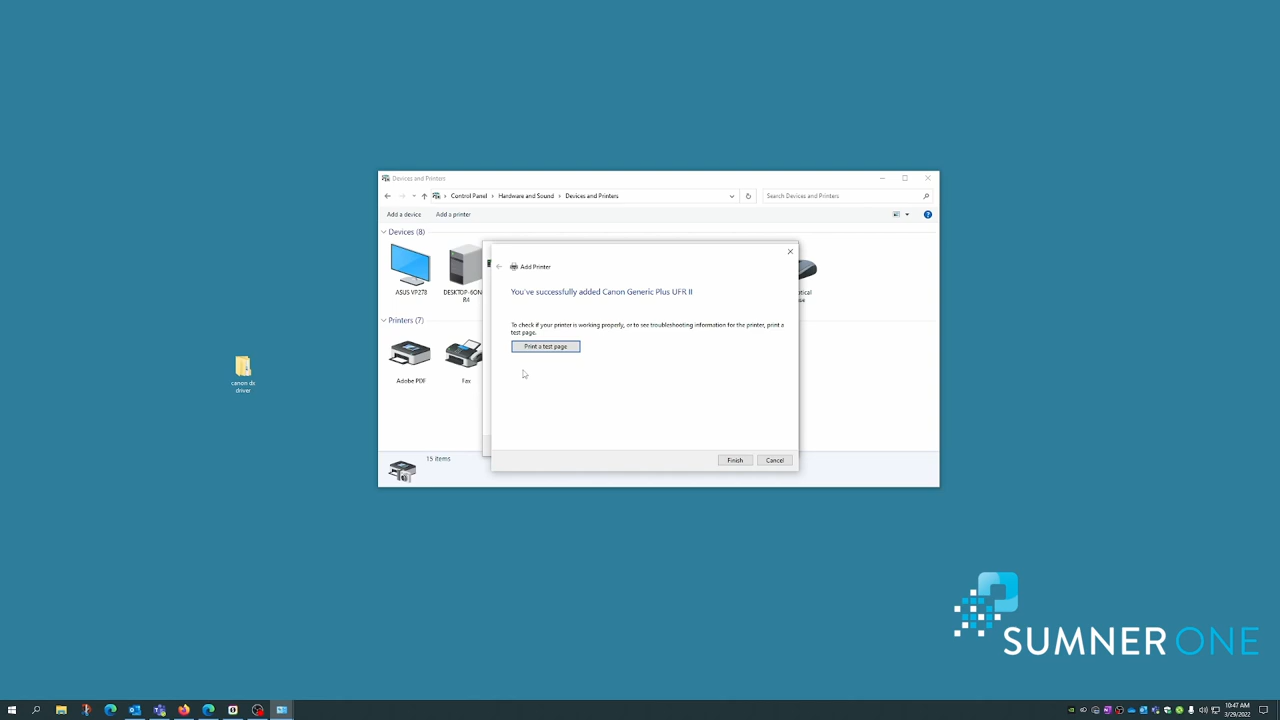 Devices and Printers
Control Panel > Hardware and Sound > Devices and Printers
Search Devices and Printers
Add a device
Add a printer
Devices (8)
ASUS VP278
DESKTOP-6ON
R4
Add Printer
You've successfully added Canon Generic Plus UFR II
To check if your printer is working properly, or to see troubleshooting information for the printer, print a
test page.
Print a test page
Printers (7)
Adobe PDF
Fax
Finish
Cancel
15 items
canon dx
driver
SUMNERONE
10:47 AM
3/29/2022